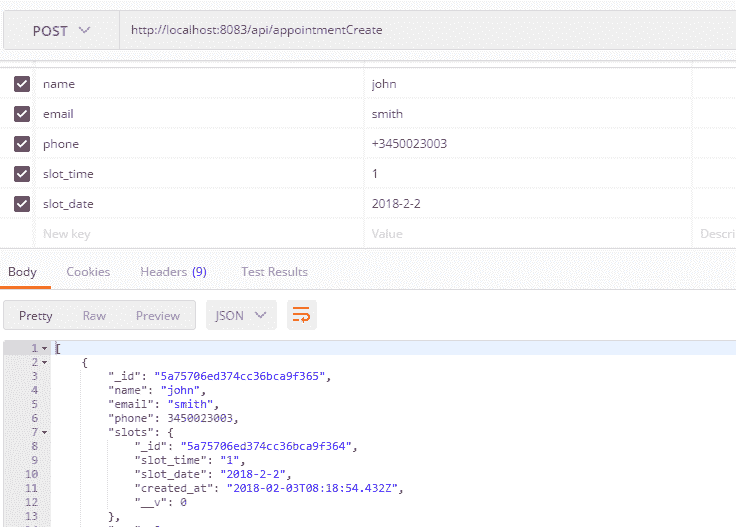 POST http://localhost:8083/api/appointmentCreate
name john
email smith
phone +3450023003
slot_time 1
slot_date 2018-2-2
New key Value Descri
Body Cookies Headers (9) Test Results
Pretty Raw Preview JSON
1 [
2 {
3 "_id": "5a75706ed374cc36bca9f365",
4 "name": "john",
5 "email": "smith",
6 "phone": 3450023003,
7 "slots": {
8 "_id": "5a75706ed374cc36bca9f364",
9 "slot_time": "1",
10 "slot_date": "2018-2-2",
11 "created_at": "2018-02-03T08:18:54.432Z",
12 "__v": 0
13 },